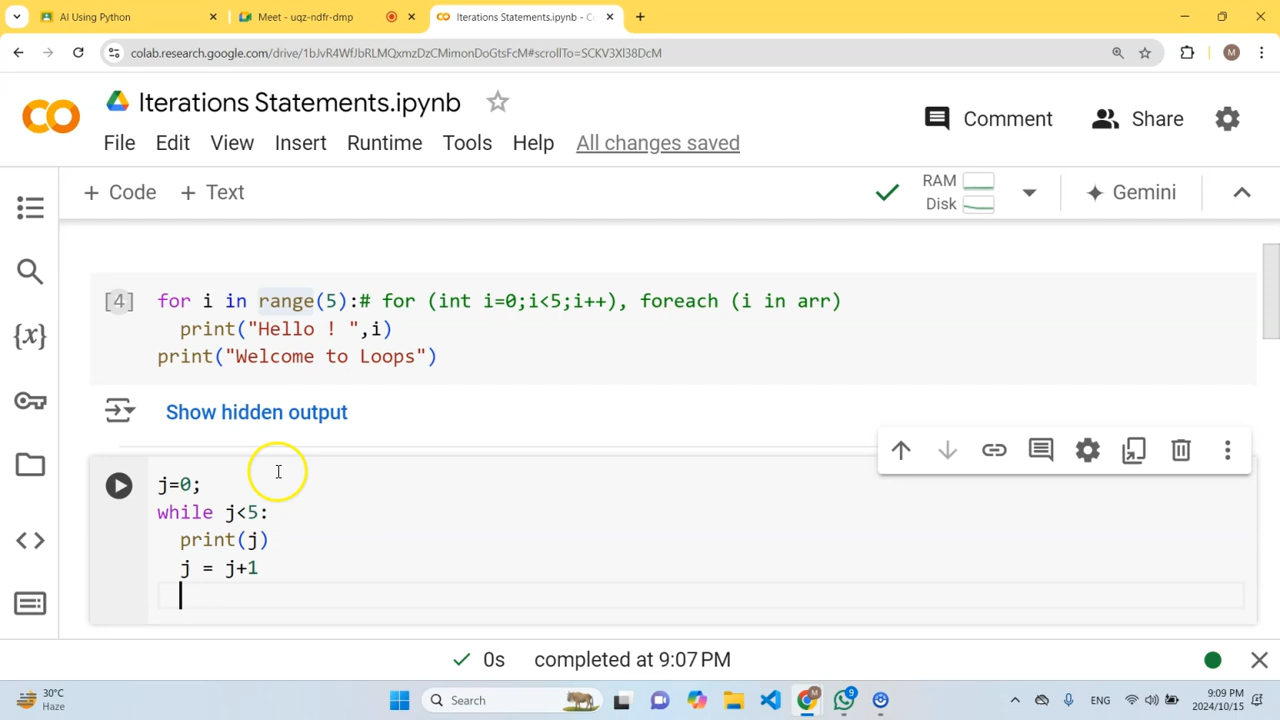 AI Using Python
Meet - uqz-ndfr-dmp
Iterations Statements.ipynb - Co
colab.research.google.com/drive/1bJvR4WfJbRLMQxmzDzCMimonDoGtsFcM#scrollTo=SCKV3Xl38DcM
M
CO
Iterations Statements.ipynb
Comment
Share
File Edit View Insert Runtime Tools Help All changes saved
+ Code + Text
RAM
Disk
Gemini
[4] for i in range(5):# for (int i=0;i<5;i++), foreach (i in arr)
print("Hello ! ",i)
print("Welcome to Loops")
Show hidden output
{x}
j=0;
while j<5:
print(j)
j = j+1
0s completed at 9:07 PM
30°C
Haze
Search
9
ENG
9:09 PM
2024/10/15